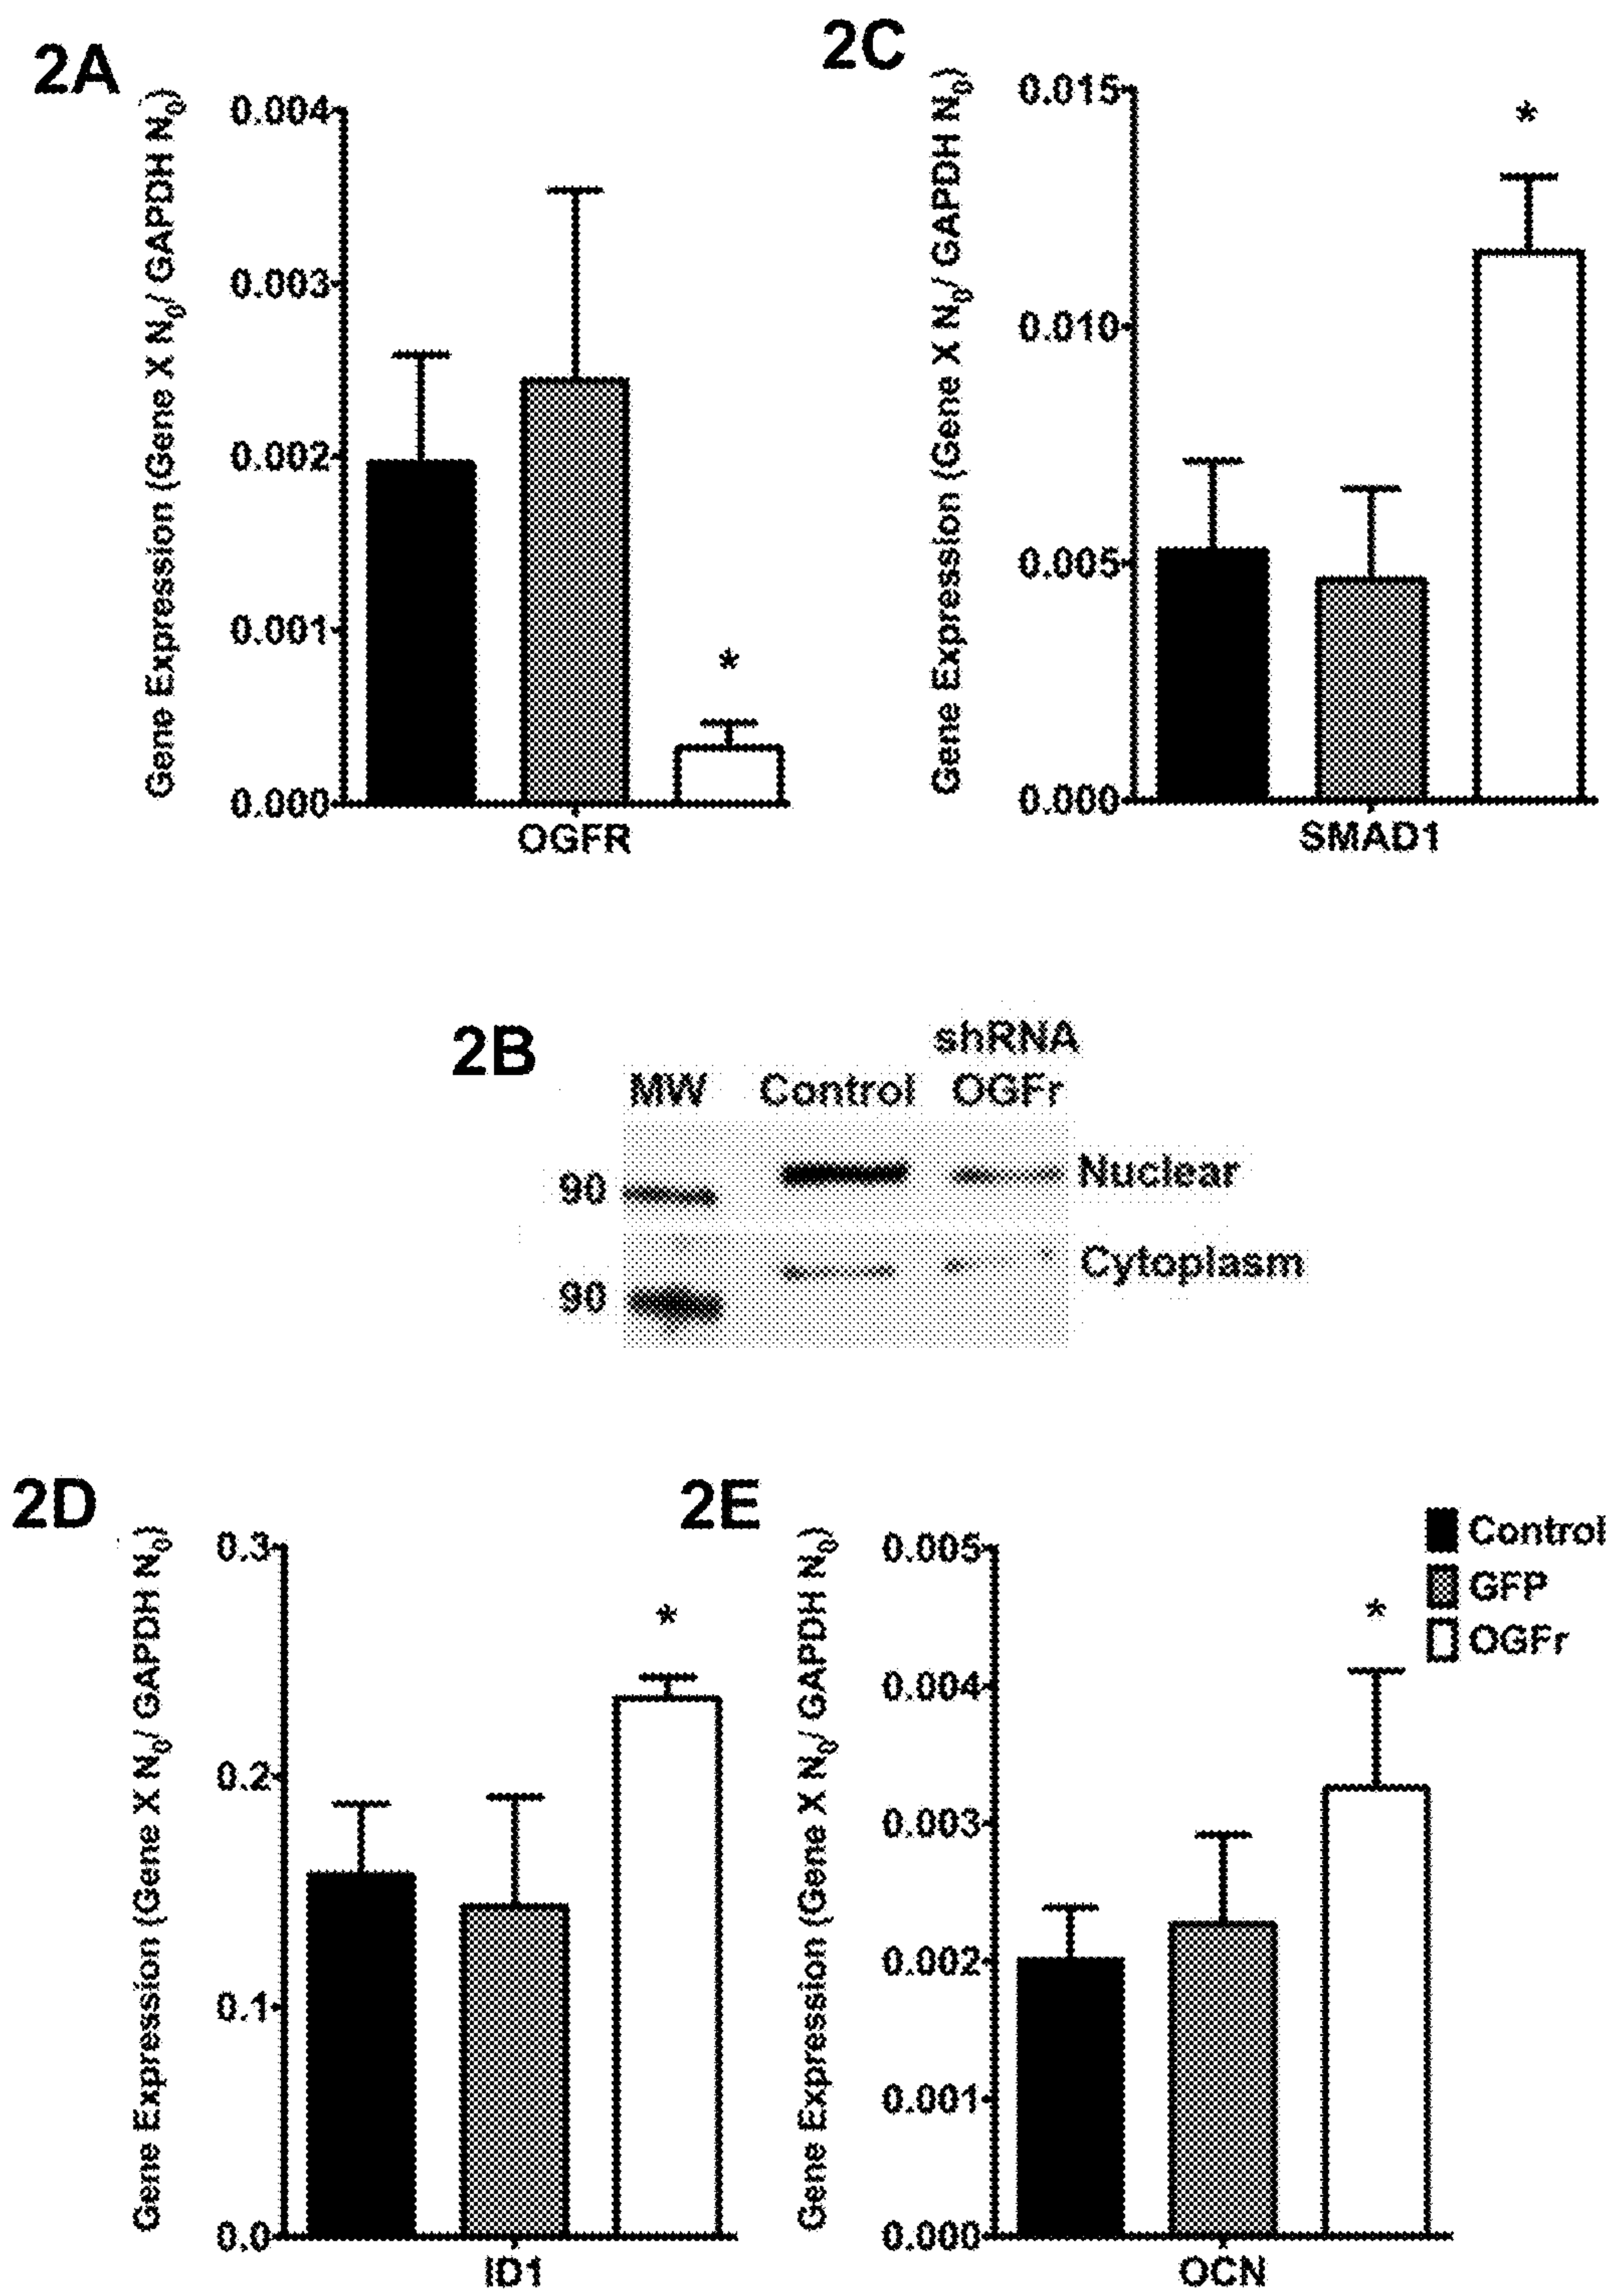 2A
Gene Expression (Gene X N0/ GAPDH N0)
0.004
0.003
0.002
0.001
0.000
*
OGFR
2C
Gene Expression (Gene X N0/ GAPDH N0)
0.015
0.010
0.005
0.000
*
SMAD1
2B
shRNA
MW Control OGFr
90 Nuclear
90 Cytoplasm
2D
Gene Expression (Gene X N0/ GAPDH N0)
0.3
0.2
0.1
0.0
*
ID1
2E
Gene Expression (Gene X N0/ GAPDH N0)
0.005
0.004
0.003
0.002
0.001
0.000
*
OCN
Control
GFP
OGFr